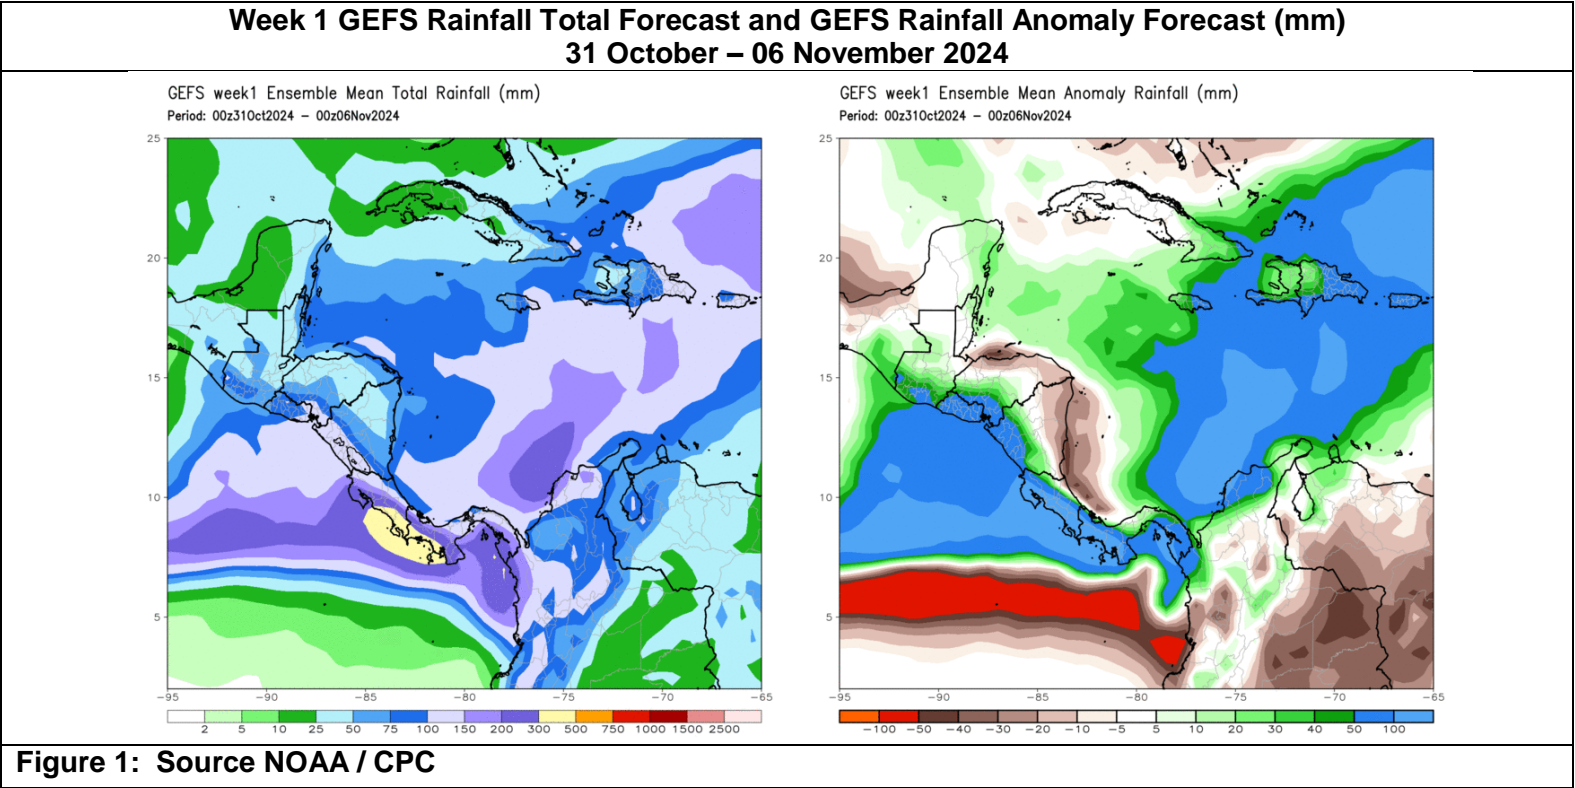 Week 1 GEFS Rainfall Total Forecast and GEFS Rainfall Anomaly Forecast (mm)
31 October – 06 November 2024
GEFS week1 Ensemble Mean Total Rainfall (mm)
Period: 00z31Oct2024 – 00z06Nov2024
25
20
15
10
5
-95 -90 -85 -80 -75 -70 -65
2 5 10 25 50 75 100 150 200 300 500 750 1000 1500 2500
GEFS week1 Ensemble Mean Anomaly Rainfall (mm)
Period: 00z31Oct2024 – 00z06Nov2024
25
20
15
10
5
-95 -90 -85 -80 -75 -70 -65
-100 -50 -40 -30 -20 -10 -5 5 10 20 30 40 50 100
Figure 1: Source NOAA / CPC